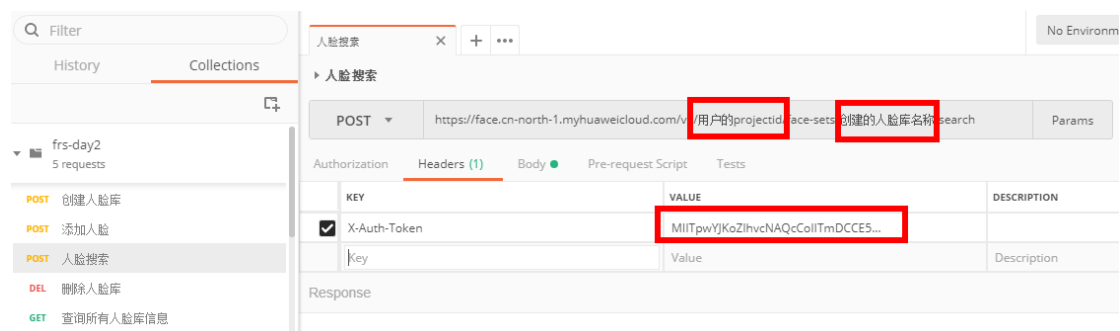 Filter
History Collections
frs-day2
5 requests
POST 创建人脸库
POST 添加人脸
POST 人脸搜索
DEL 删除人脸库
GET 查询所有人脸库信息
人脸搜索
No Environm
人脸搜索
POST https://face.cn-north-1.myhuaweicloud.com/v 用户的projectid face-sets 创建的人脸库名称 search Params
Authorization Headers (1) Body Pre-request Script Tests
KEY VALUE DESCRIPTION
X-Auth-Token MIITpwYJKoZIhvcNAQcCoIITmDCCE5...
Key Value Description
Response